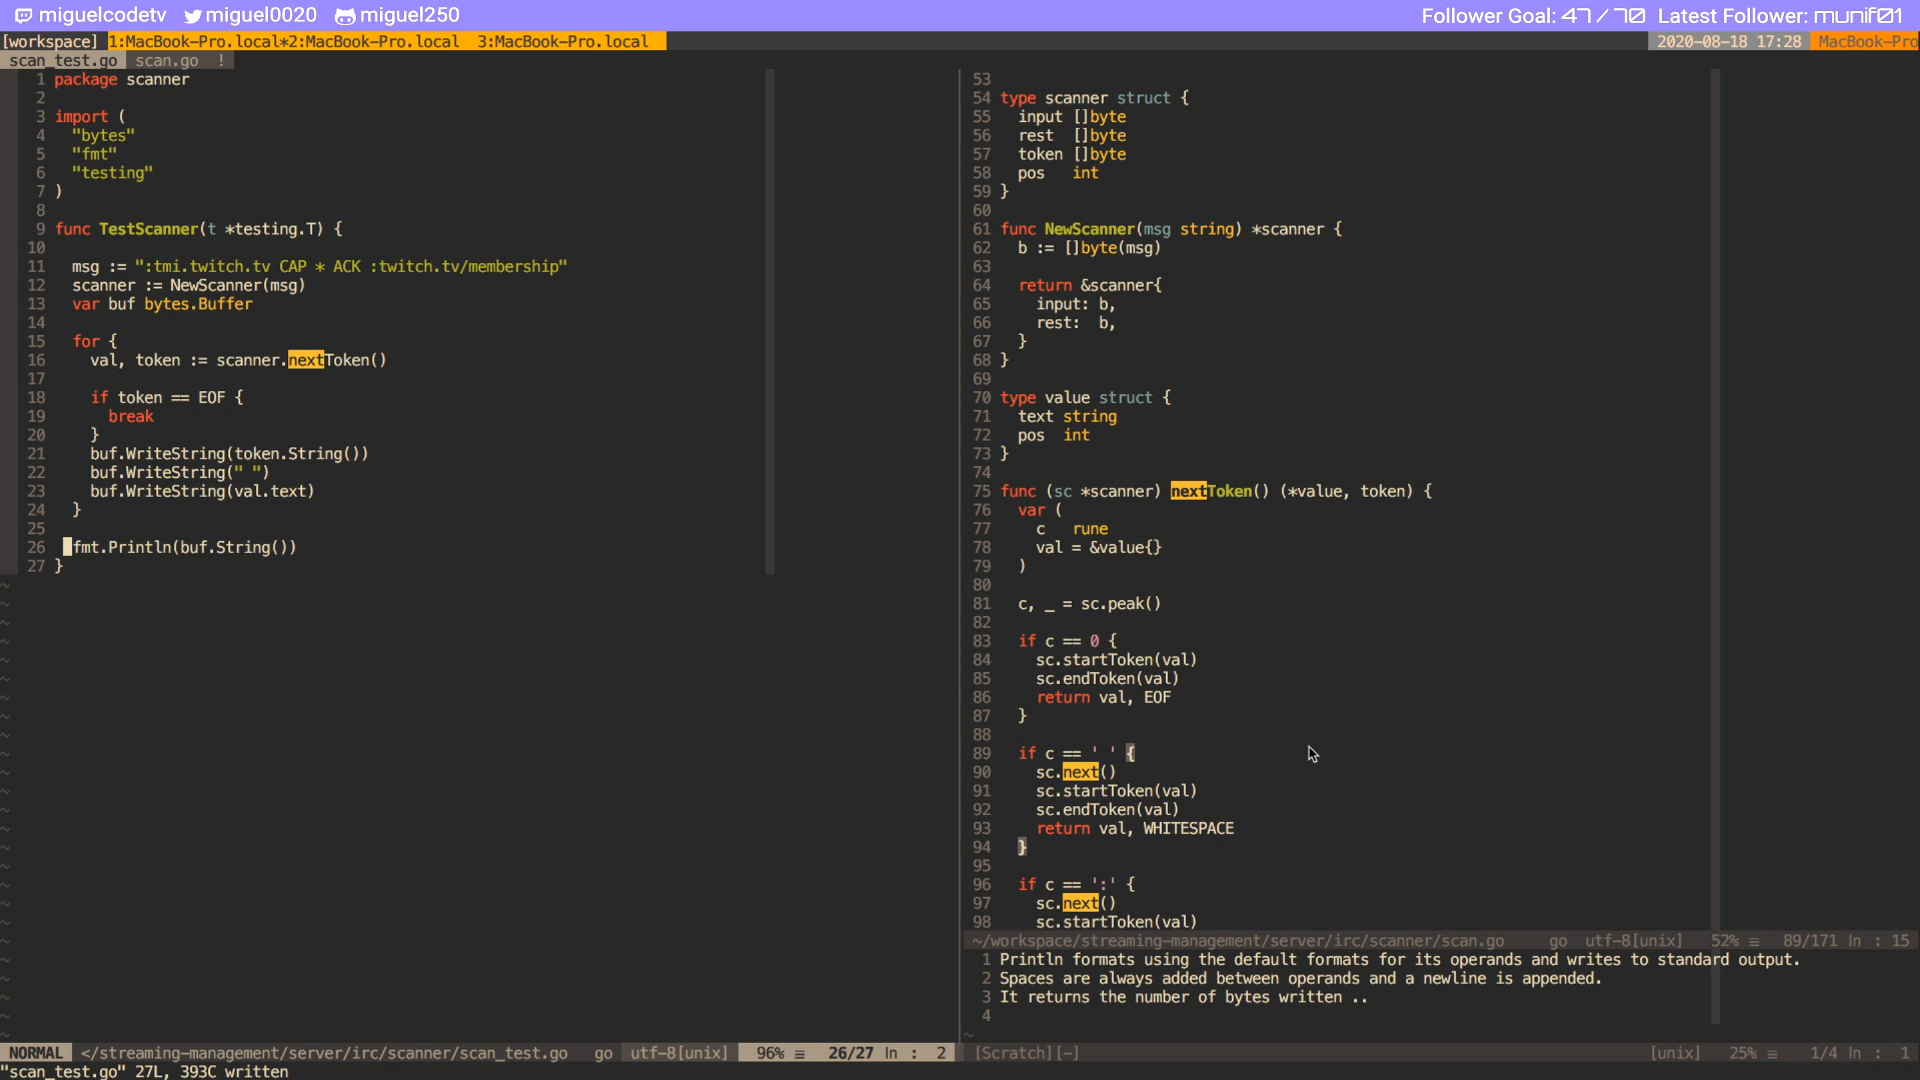 miguelcodetv miguel0020 miguel250 Follower Goal: 47 / 70 Latest Follower: munif01
[workspace] 1:MacBook-Pro.local*2:MacBook-Pro.local 3:MacBook-Pro.local 2020-08-18 17:28 MacBook-Pro
scan_test.go scan.go !
1 package scanner
2
3 import (
4 "bytes"
5 "fmt"
6 "testing"
7 )
8
9 func TestScanner(t *testing.T) {
10
11 msg := ":tmi.twitch.tv CAP * ACK :twitch.tv/membership"
12 scanner := NewScanner(msg)
13 var buf bytes.Buffer
14
15 for {
16 val, token := scanner.nextToken()
17
18 if token == EOF {
19 break
20 }
21 buf.WriteString(token.String())
22 buf.WriteString(" ")
23 buf.WriteString(val.text)
24 }
25
26 fmt.Println(buf.String())
27 }
NORMAL </streaming-management/server/irc/scanner/scan_test.go go utf-8[unix] 96% ≡ 26/27 ln : 2
"scan_test.go" 27L, 393C written
53
54 type scanner struct {
55 input []byte
56 rest []byte
57 token []byte
58 pos int
59 }
60
61 func NewScanner(msg string) *scanner {
62 b := []byte(msg)
63
64 return &scanner{
65 input: b,
66 rest: b,
67 }
68 }
69
70 type value struct {
71 text string
72 pos int
73 }
74
75 func (sc *scanner) nextToken() (*value, token) {
76 var (
77 c rune
78 val = &value{}
79 )
80
81 c, _ = sc.peak()
82
83 if c == 0 {
84 sc.startToken(val)
85 sc.endToken(val)
86 return val, EOF
87 }
88
89 if c == ' ' {
90 sc.next()
91 sc.startToken(val)
92 sc.endToken(val)
93 return val, WHITESPACE
94 }
95
96 if c == ':' {
97 sc.next()
98 sc.startToken(val)
~/workspace/streaming-management/server/irc/scanner/scan.go go utf-8[unix] 52% ≡ 89/171 ln : 15
1 Println formats using the default formats for its operands and writes to standard output.
2 Spaces are always added between operands and a newline is appended.
3 It returns the number of bytes written ..
4
[Scratch][-] [unix] 25% ≡ 1/4 ln : 1